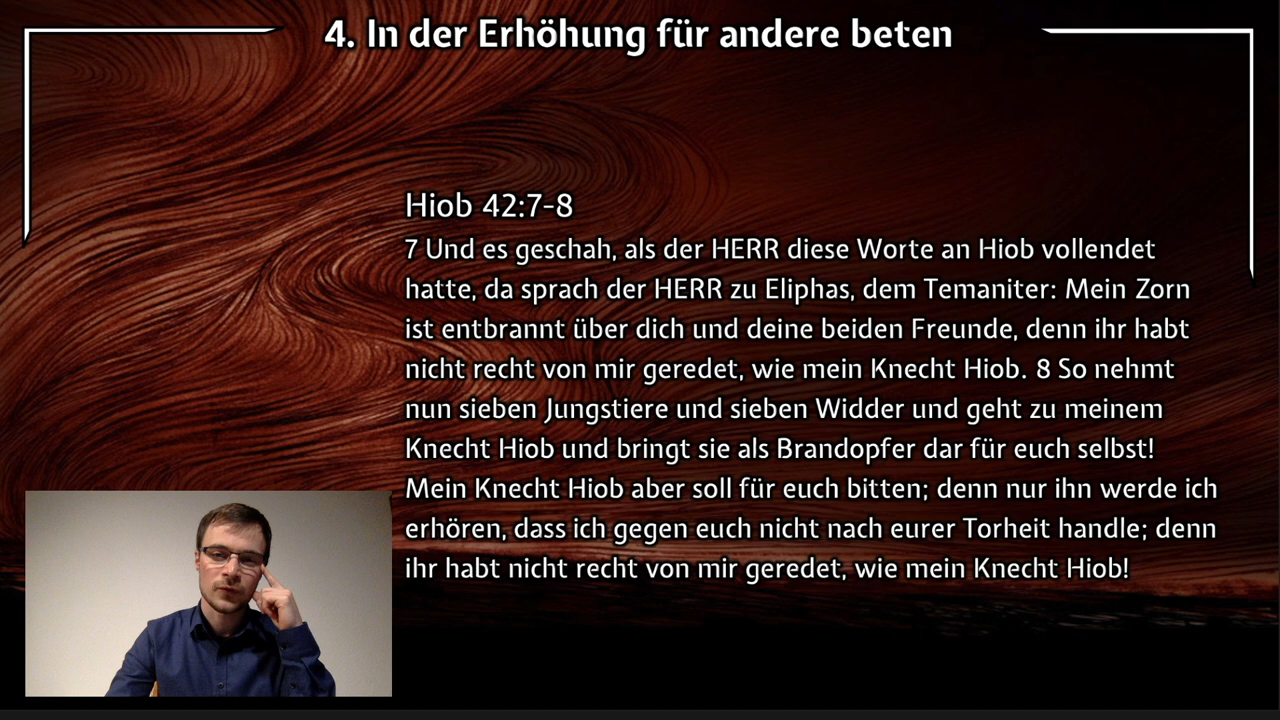 4. In der Erhöhung für andere beten
Hiob 42:7-8
7 Und es geschah, als der HERR diese Worte an Hiob vollendet
hatte, da sprach der HERR zu Eliphas, dem Temaniter: Mein Zorn
ist entbrannt über dich und deine beiden Freunde, denn ihr habt
nicht recht von mir geredet, wie mein Knecht Hiob. 8 So nehmt
nun sieben Jungstiere und sieben Widder und geht zu meinem
Knecht Hiob und bringt sie als Brandopfer dar für euch selbst!
Mein Knecht Hiob aber soll für euch bitten; denn nur ihn werde ich
erhören, dass ich gegen euch nicht nach eurer Torheit handle; denn
ihr habt nicht recht von mir geredet, wie mein Knecht Hiob!